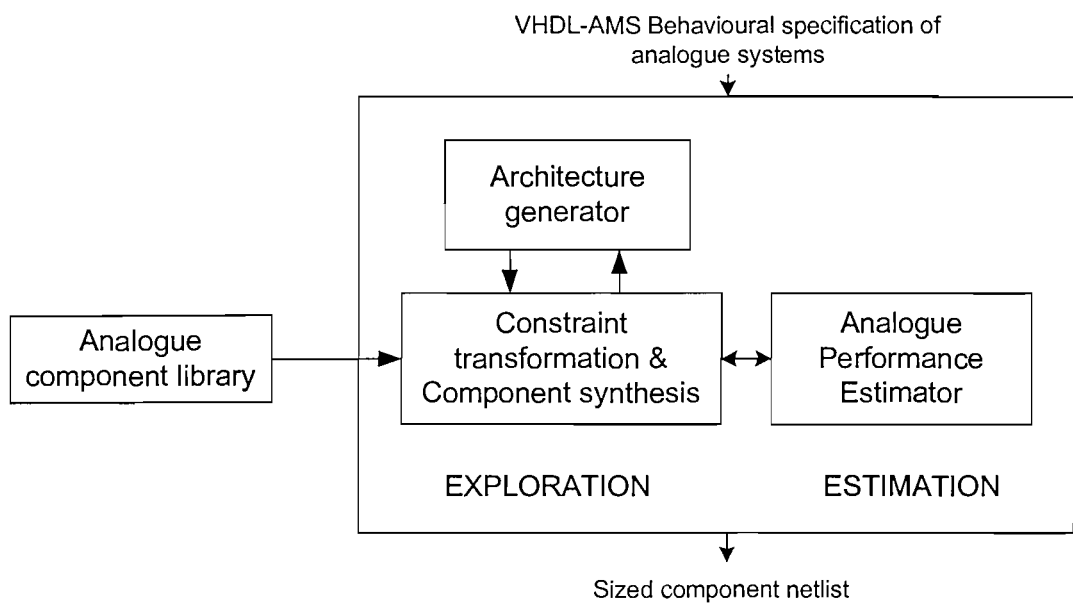 VHDL-AMS Behavioural specification of
analogue systems
Architecture
generator
Analogue
component library
Constraint
transformation &
Component synthesis
Analogue
Performance
Estimator
EXPLORATION
ESTIMATION
Sized component netlist